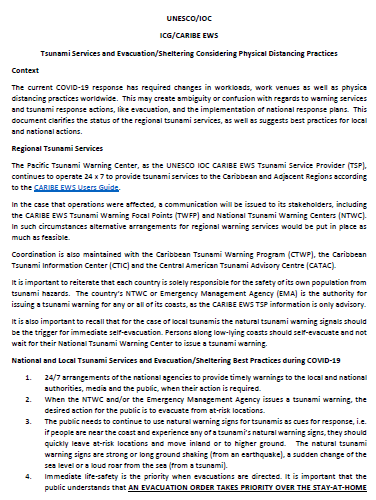 UNESCO/IOC
ICG/CARIBE EWS
Tsunami Services and Evacuation/Sheltering Considering Physical Distancing Practices
Context
The current COVID-19 response has required changes in workloads, work venues as well as physica
distancing practices worldwide. This may create ambiguity or confusion with regards to warning services
and tsunami response actions, like evacuation, and the implementation of national response plans. This
document clarifies the status of the regional tsunami services, as well as suggests best practices for local
and national actions.
Regional Tsunami Services
The Pacific Tsunami Warning Center, as the UNESCO IOC CARIBE EWS Tsunami Service Provider (TSP),
continues to operate 24 x 7 to provide tsunami services to the Caribbean and Adjacent Regions according
to the CARIBE EWS Users Guide.
In the case that operations were affected, a communication will be issued to its stakeholders, including
the CARIBE EWS Tsunami Warning Focal Points (TWFP) and National Tsunami Warning Centers (NTWC).
In such circumstances alternative arrangements for regional warning services would be put in place as
much as feasible.
Coordination is also maintained with the Caribbean Tsunami Warning Program (CTWP), the Caribbean
Tsunami Information Center (CTIC) and the Central American Tsunami Advisory Centre (CATAC).
It is important to reiterate that each country is solely responsible for the safety of its own population from
tsunami hazards. The country's NTWC or Emergency Management Agency (EMA) is the authority for
issuing a tsunami warning for any or all of its coasts, as the CARIBE EWS TSP information is only advisory.
It is also important to recall that for the case of local tsunamis the natural tsunami warning signals should
be the trigger for immediate self-evacuation. Persons along low-lying coasts should self-evacuate and not
wait for their National Tsunami Warning Center to issue a tsunami warning.
National and Local Tsunami Services and Evacuation/Sheltering Best Practices during COVID-19
1. 24/7 arrangements of the national agencies to provide timely warnings to the local and national
authorities, media and the public, when their action is required.
2. When the NTWC and/or the Emergency Management Agency issues a tsunami warning, the
desired action for the public is to evacuate from at-risk locations.
3. The public needs to continue to use natural warning signs for tsunamis as cues for response, i.e.
if people are near the coast and experience any of a tsunami's natural warning signs, they should
quickly leave at-risk locations and move inland or to higher ground. The natural tsunami
warning signs are strong or long ground shaking (from an earthquake), a sudden change of the
sea level or a loud roar from the sea (from a tsunami).
4. Immediate life-safety is the priority when evacuations are directed. It is important that the
public understands that AN EVACUATION ORDER TAKES PRIORITY OVER THE STAY-AT-HOME